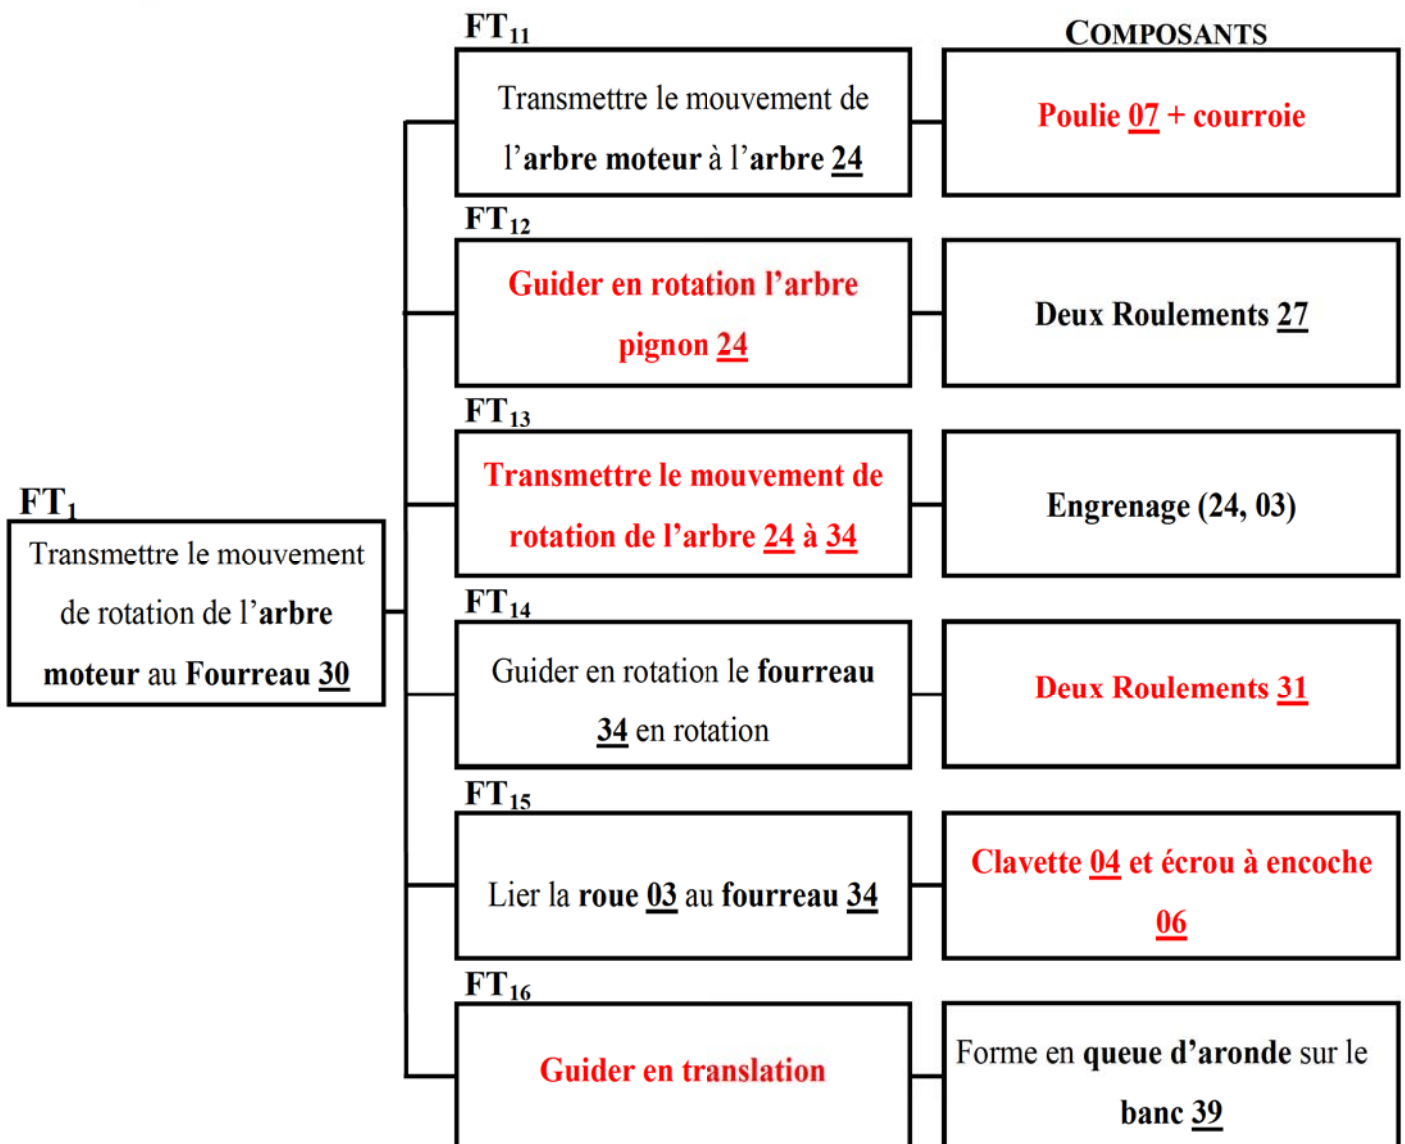 FT11
COMPOSANTS
Transmettre le mouvement de
l’arbre moteur à l’arbre 24
Poulie 07 + courroie
FT12
Guider en rotation l’arbre
pignon 24
Deux Roulements 27
FT13
Transmettre le mouvement de
rotation de l’arbre 24 à 34
Engrenage (24, 03)
FT1
Transmettre le mouvement
de rotation de l’arbre
moteur au Fourreau 30
FT14
Guider en rotation le fourreau
34 en rotation
Deux Roulements 31
FT15
Lier la roue 03 au fourreau 34
Clavette 04 et écrou à encoche
06
FT16
Guider en translation
Forme en queue d’aronde sur le
banc 39